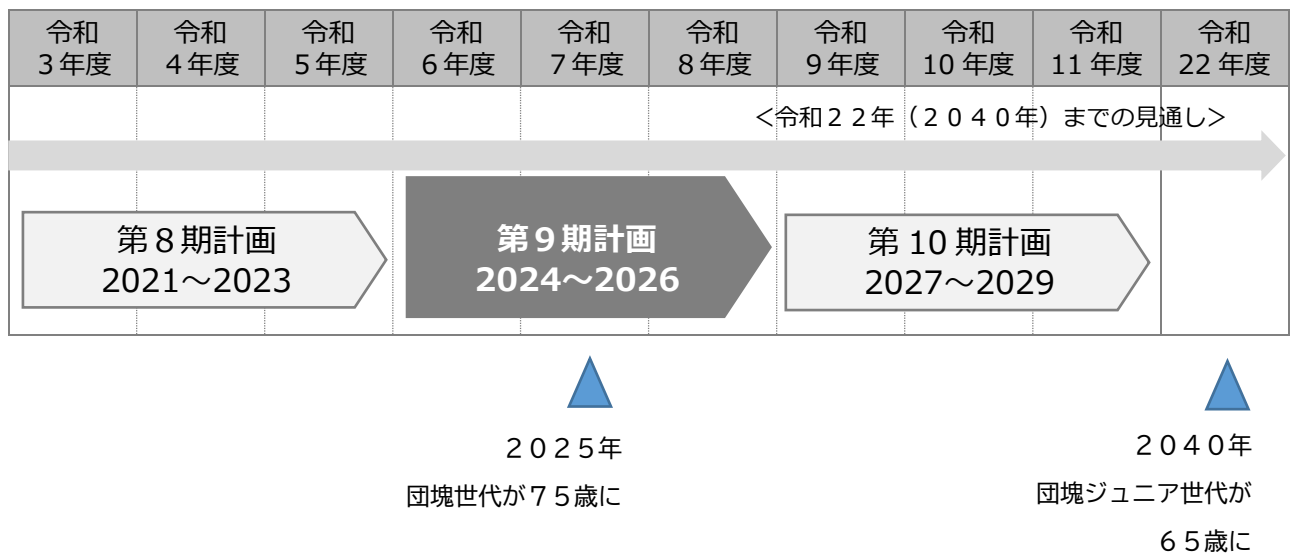 令和 令和 令和 令和 令和 令和 令和 令和 令和 令和
3年度 4年度 5年度 6年度 7年度 8年度 9年度 10年度 11年度 22年度
＜令和２２年（２０４０年）までの見通し＞
第８期計画
2021～2023
第９期計画
2024～2026
第10期計画
2027～2029
２０２５年
団塊世代が７５歳に
２０４０年
団塊ジュニア世代が
６５歳に